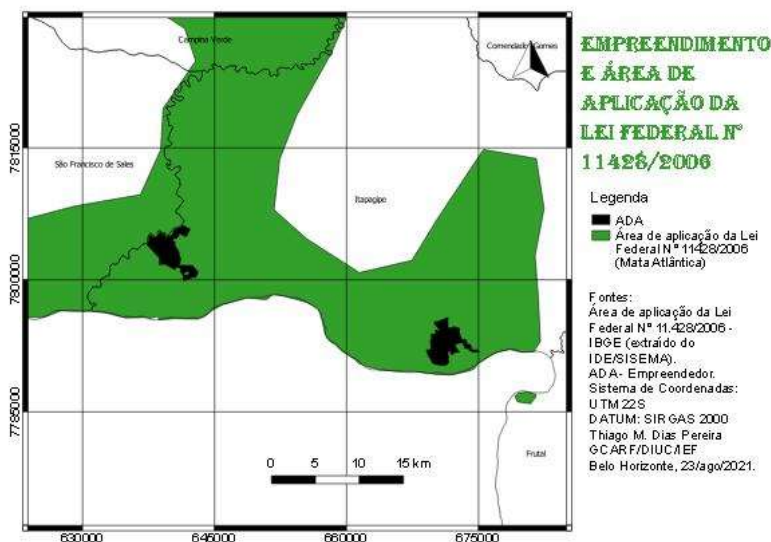 EMPREENDIMENTO
E ÁREA DE
APLICAÇÃO DA
LEI FEDERAL Nº
11428/2006
Legenda
ADA
Área de aplicação da Lei
Federal Nº 11428/2006
(Mata Atlântica)
Fontes:
Área de aplicação da Lei
Federal Nº 11.428/2006 -
IBGE (extraído do
IDE/SISEMA).
ADA- Empreendedor.
Sistema de Coordenadas:
UTM 22S
DATUM: SIRGAS 2000
Thiago M. Dias Pereira
GCARF/DIUC/IEF
Belo Horizonte, 23/ago/2021.
Campina Verde
Comendador Gomes
São Francisco de Sales
Itapagipe
Frutal
0 5 10 15 km
7815000
7800000
7785000
630000 645000 660000 675000